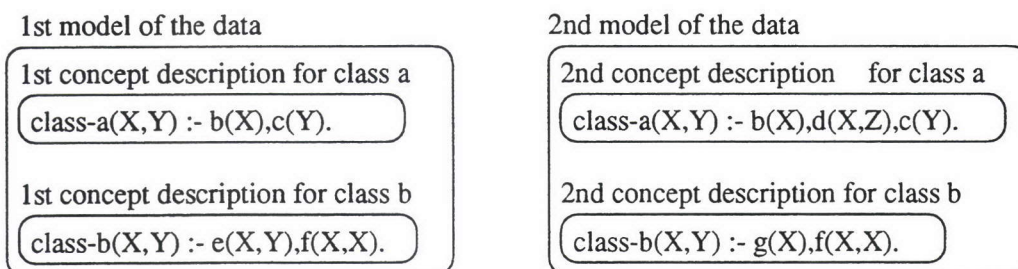 1st model of the data
1st concept description for class a
class-a(X,Y) :- b(X),c(Y).
1st concept description for class b
class-b(X,Y) :- e(X,Y),f(X,X).
2nd model of the data
2nd concept description for class a
class-a(X,Y) :- b(X),d(X,Z),c(Y).
2nd concept description for class b
class-b(X,Y) :- g(X),f(X,X).